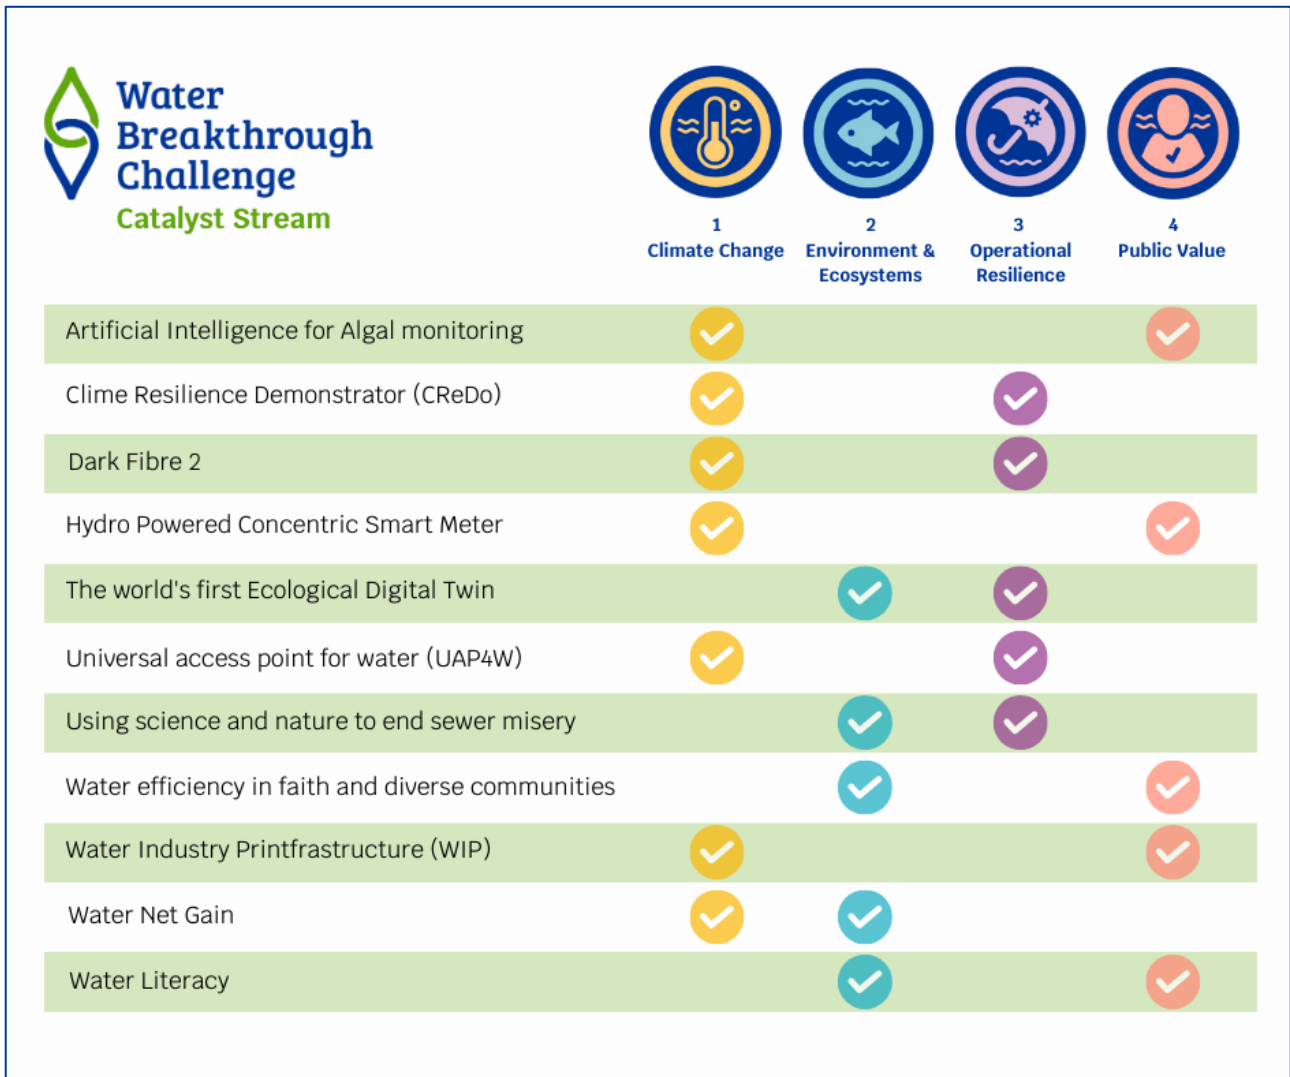 Water
Breakthrough
Challenge
Catalyst Stream
1
Climate Change
2
Environment &
Ecosystems
3
Operational
Resilience
4
Public Value
Artificial Intelligence for Algal monitoring
Clime Resilience Demonstrator (CReDo)
Dark Fibre 2
Hydro Powered Concentric Smart Meter
The world's first Ecological Digital Twin
Universal access point for water (UAP4W)
Using science and nature to end sewer misery
Water efficiency in faith and diverse communities
Water Industry Printfrastructure (WIP)
Water Net Gain
Water Literacy